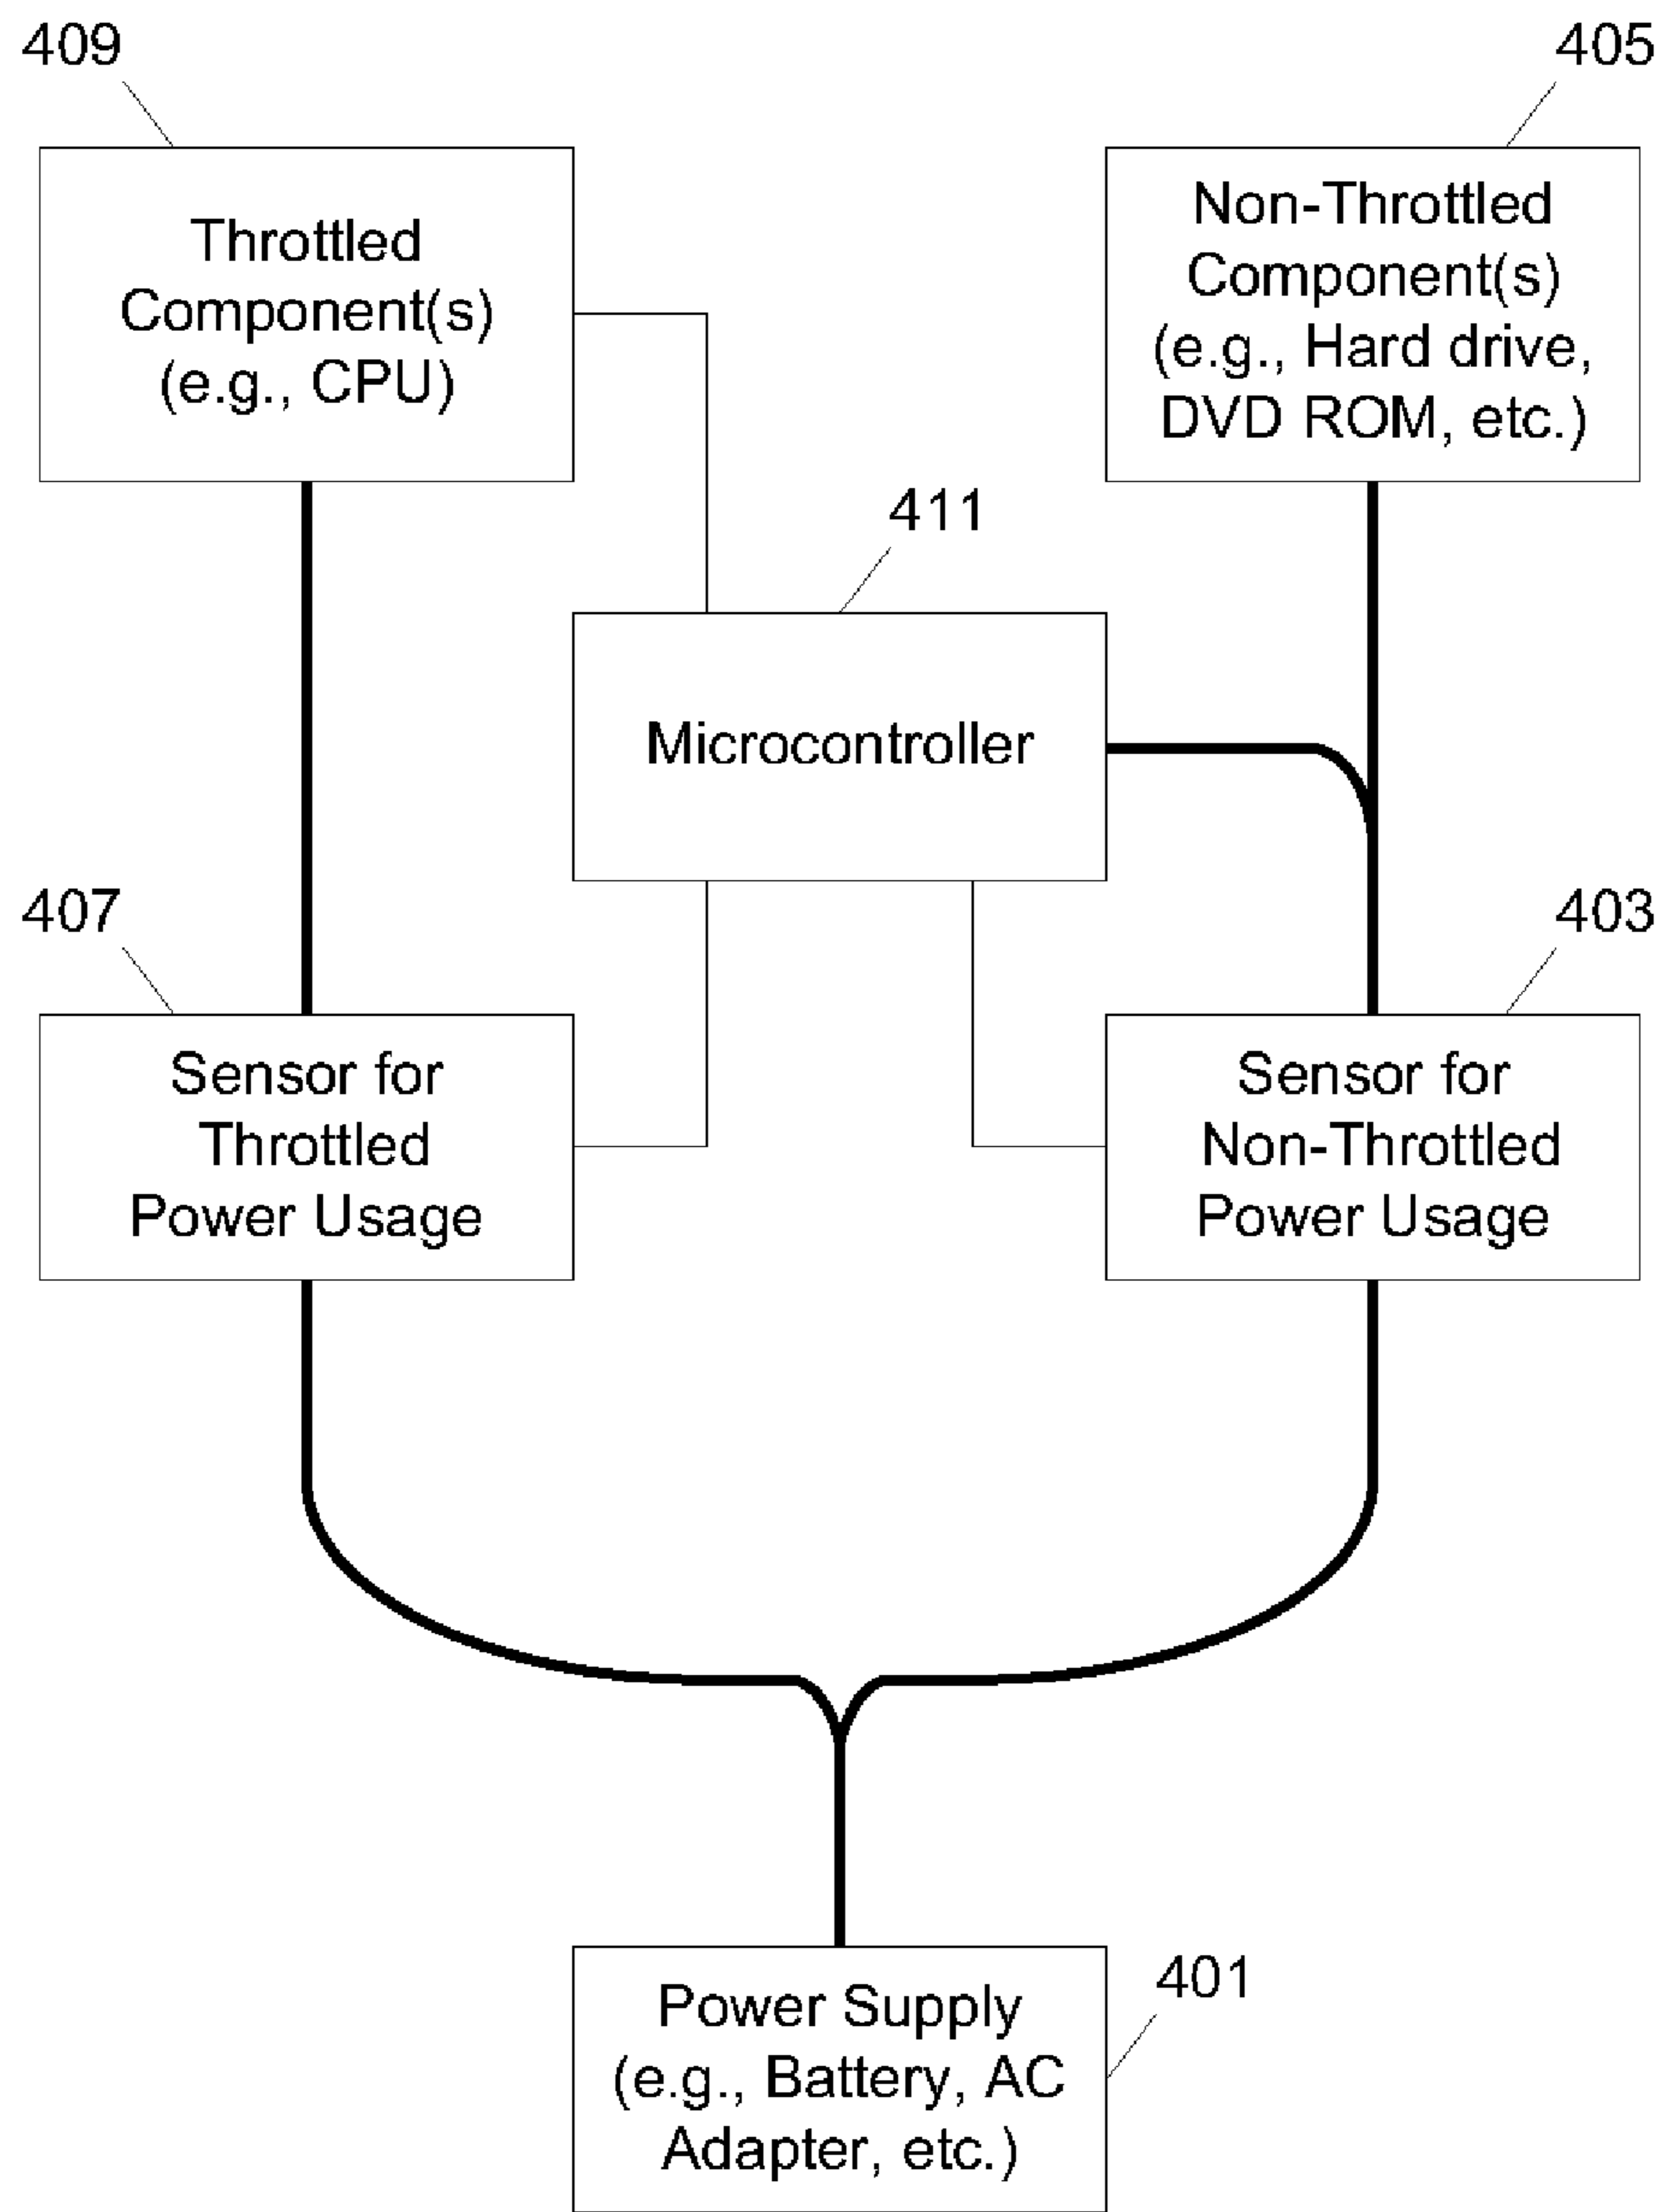 409
405
Throttled
Component(s)
(e.g., CPU)
Non-Throttled
Component(s)
(e.g., Hard drive,
DVD ROM, etc.)
411
Microcontroller
407
403
Sensor for
Throttled
Power Usage
Sensor for
Non-Throttled
Power Usage
401
Power Supply
(e.g., Battery, AC
Adapter, etc.)